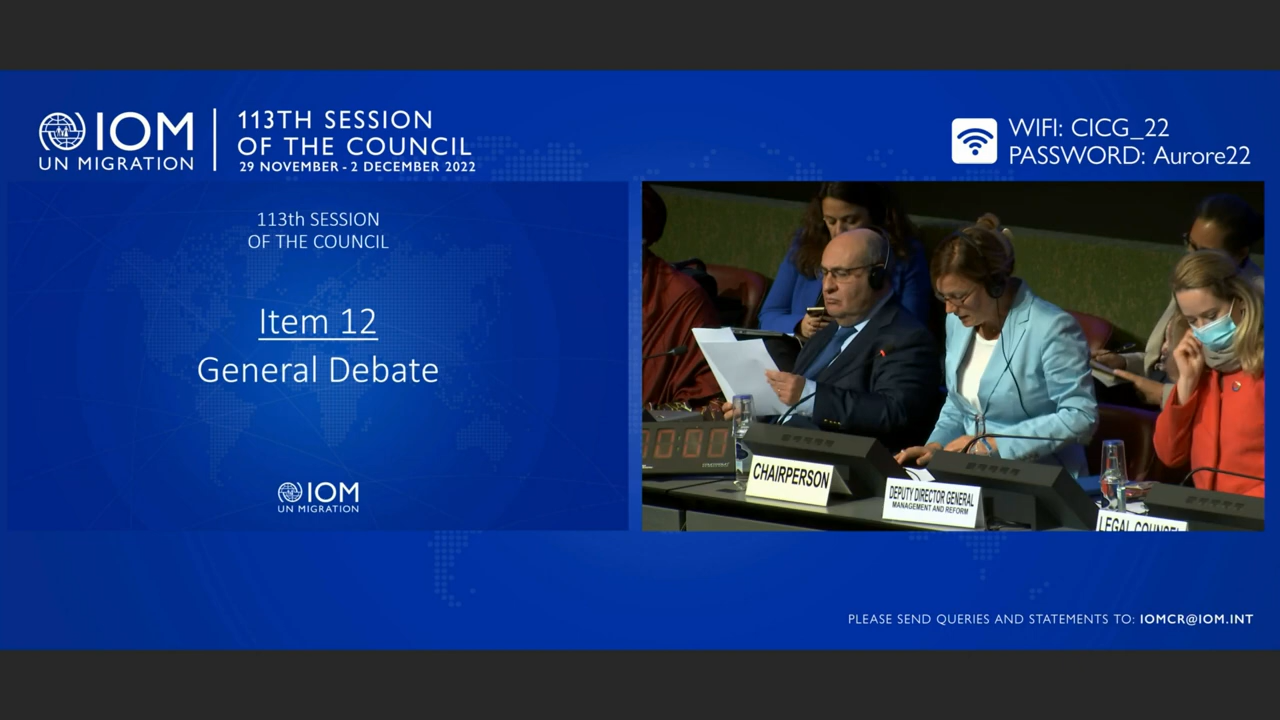 IOM
UN MIGRATION
113TH SESSION
OF THE COUNCIL
29 NOVEMBER - 2 DECEMBER 2022
WIFI: CICG_22
PASSWORD: Aurore22
113th SESSION
OF THE COUNCIL
Item 12
General Debate
IOM
UN MIGRATION
CHAIRPERSON
DEPUTY DIRECTOR GENERAL
MANAGEMENT AND REFORM
LEGAL COUNSEL
PLEASE SEND QUERIES AND STATEMENTS TO: IOMCR@IOM.INT